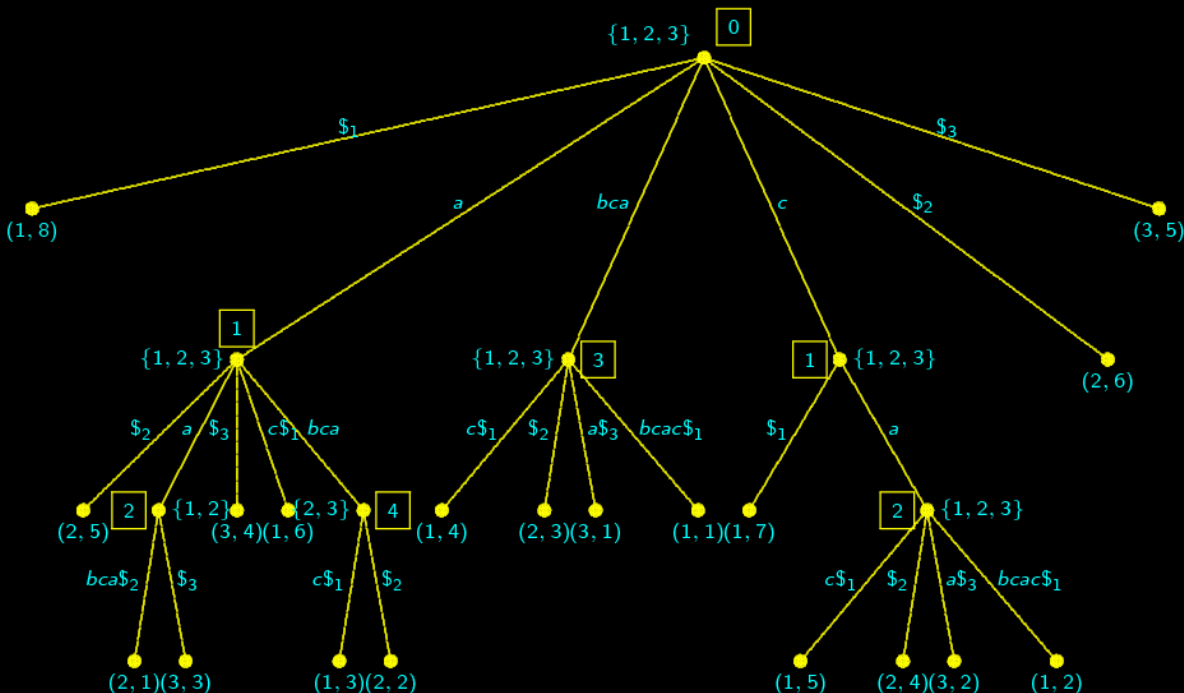 {1, 2, 3} 0
$₁ $₃
a bca c $₂
(1, 8) (3, 5)
1
{1, 2, 3} {1, 2, 3} 3 1 {1, 2, 3}
(2, 6)
$₂ a $₃ c$₁ bca c$₁ $₂ a$₃ bcac$₁ $₁ a
2 {1, 2} {2, 3} 4 2 {1, 2, 3}
(2, 5) (3, 4)(1, 6) (1, 4) (2, 3)(3, 1) (1, 1)(1, 7)
bca$₂ $₃ c$₁ $₂ c$₁ $₂ a$₃ bcac$₁
(2, 1)(3, 3) (1, 3)(2, 2) (1, 5) (2, 4)(3, 2) (1, 2)